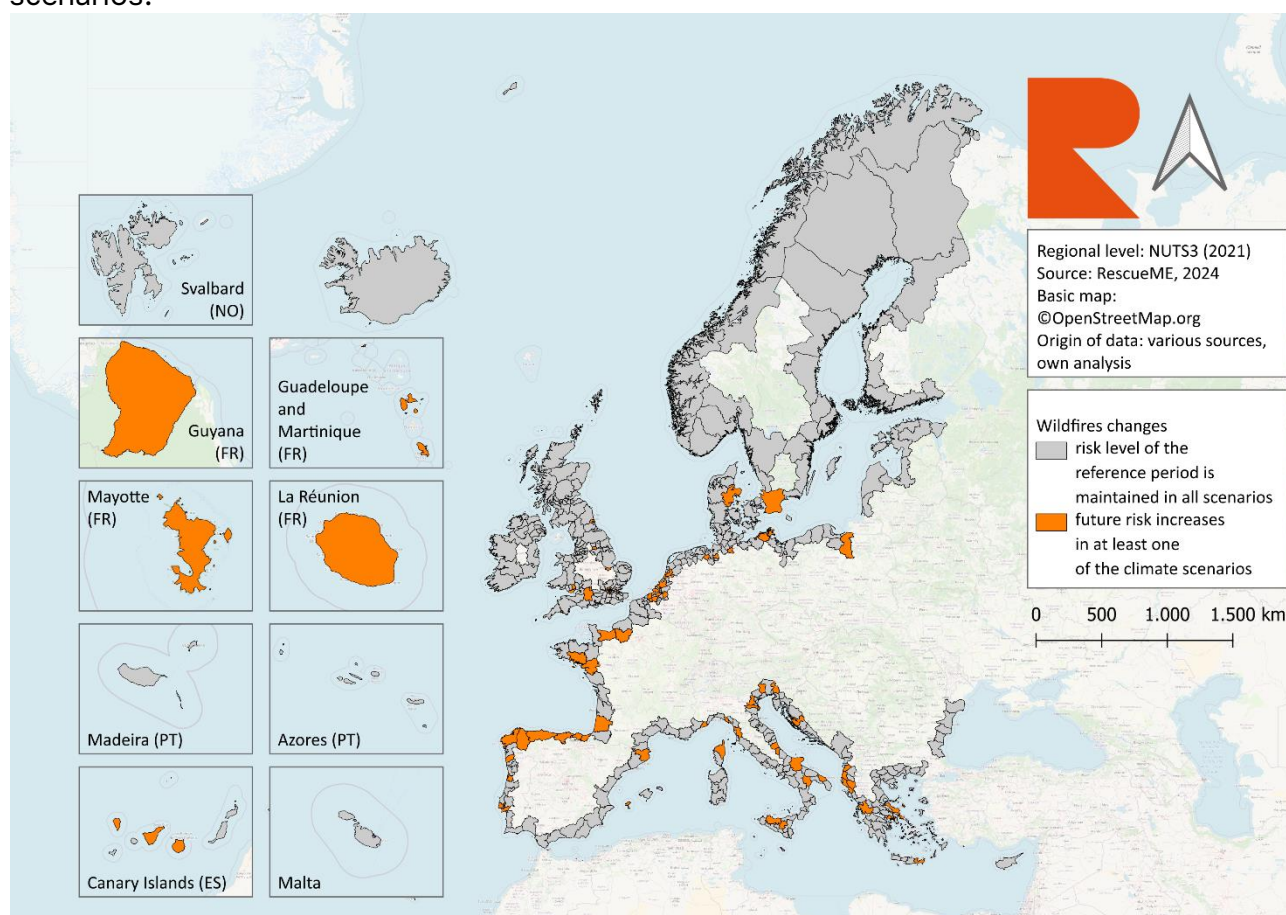 scenarios.
Svalbard
(NO)
Guyana
(FR)
Guadeloupe
and
Martinique
(FR)
Mayotte
(FR)
La Réunion
(FR)
Madeira (PT)
Azores (PT)
Canary Islands (ES)
Malta
R
Regional level: NUTS3 (2021)
Source: RescueME, 2024
Basic map:
©OpenStreetMap.org
Origin of data: various sources,
own analysis
Wildfires changes
risk level of the
reference period is
maintained in all scenarios
future risk increases
in at least one
of the climate scenarios
0 500 1.000 1.500 km